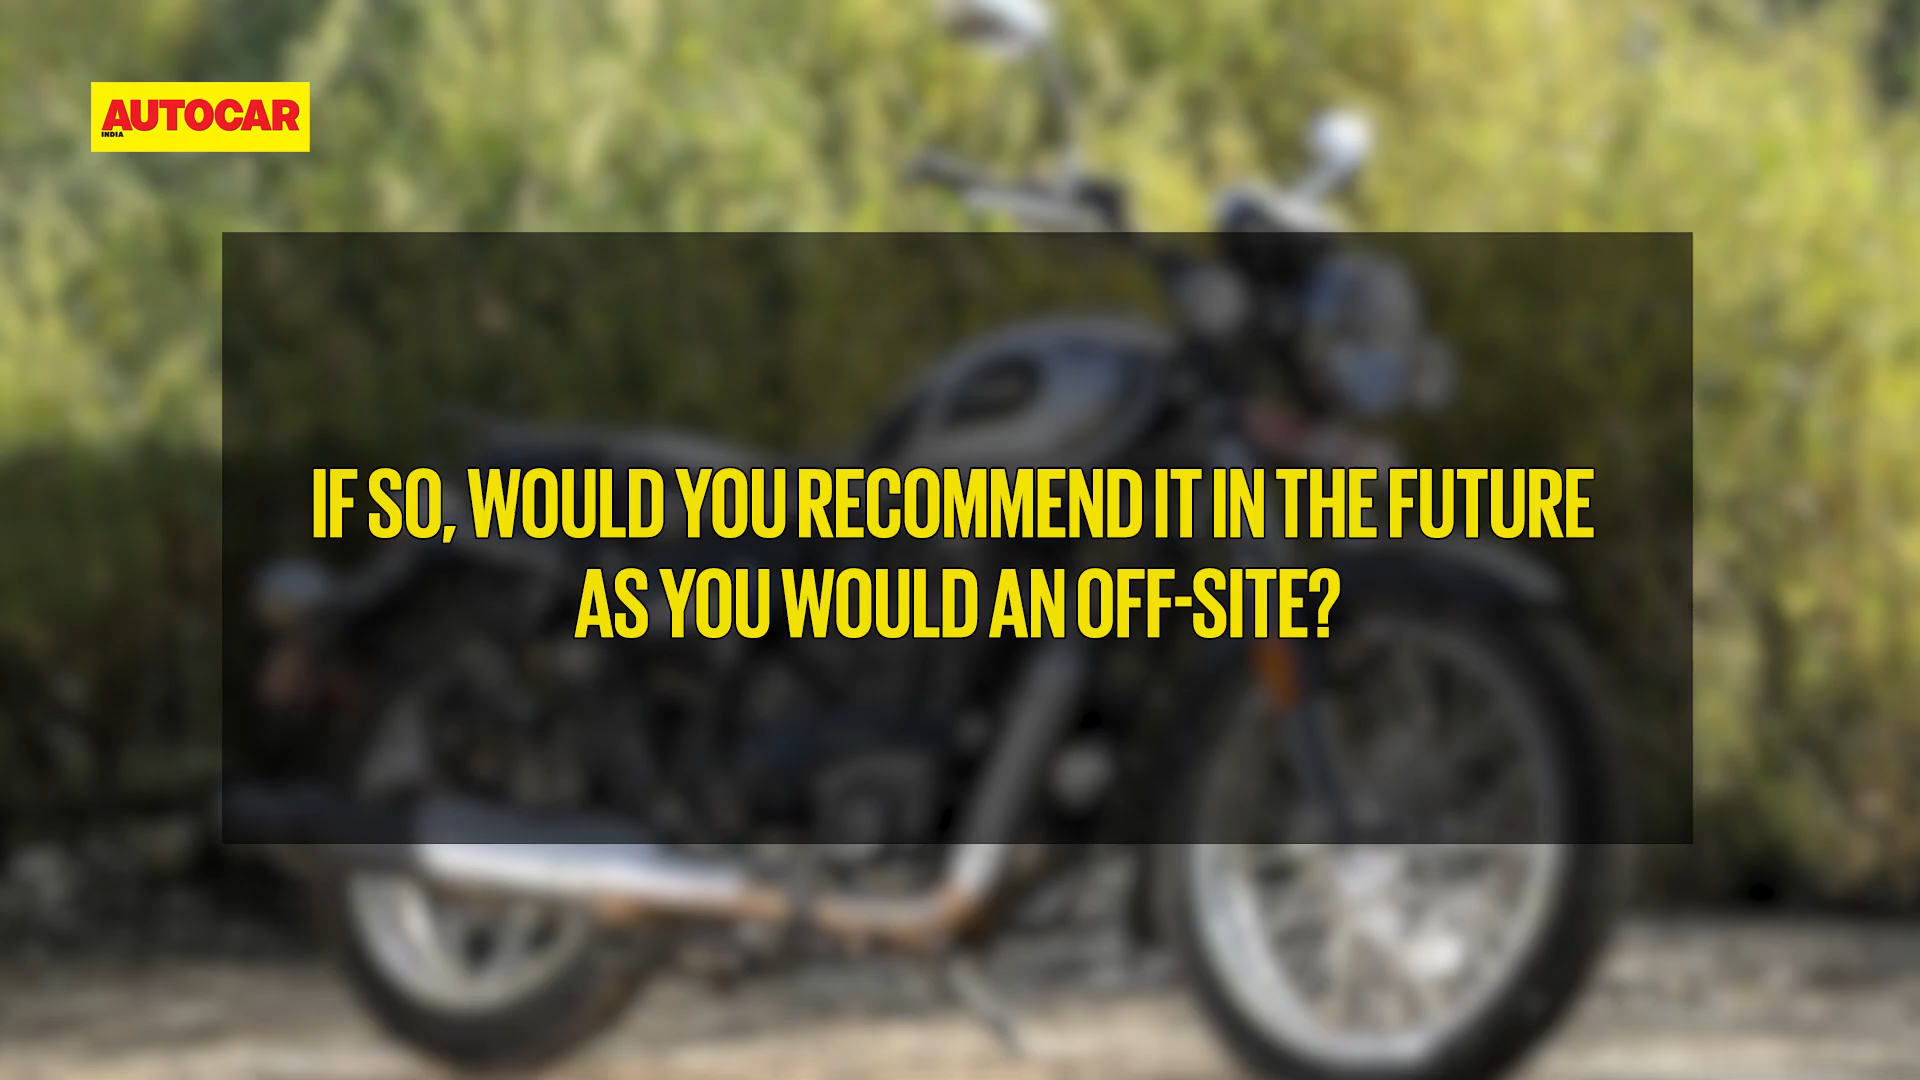 AUTOCAR
INDIA
IF SO, WOULD YOU RECOMMEND IT IN THE FUTURE
AS YOU WOULD AN OFF-SITE?